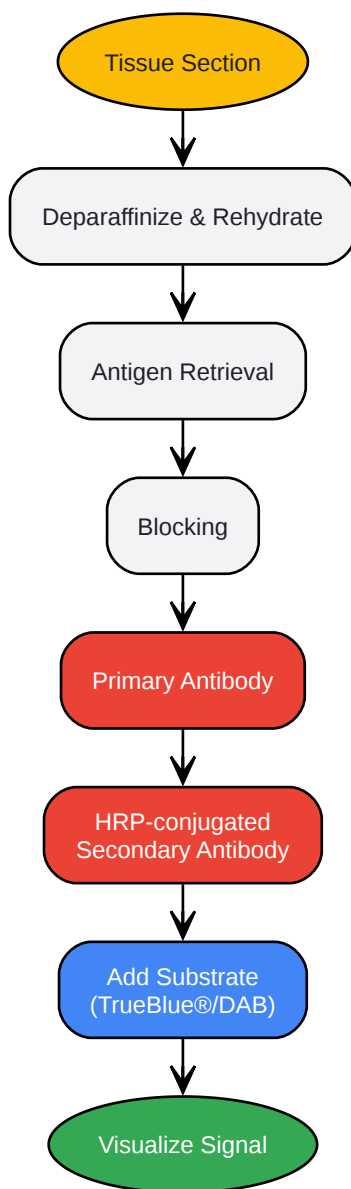 Tissue Section
Deparaffinize & Rehydrate
Antigen Retrieval
Blocking
Primary Antibody
HRP-conjugated
Secondary Antibody
Add Substrate
(TrueBlue®/DAB)
Visualize Signal